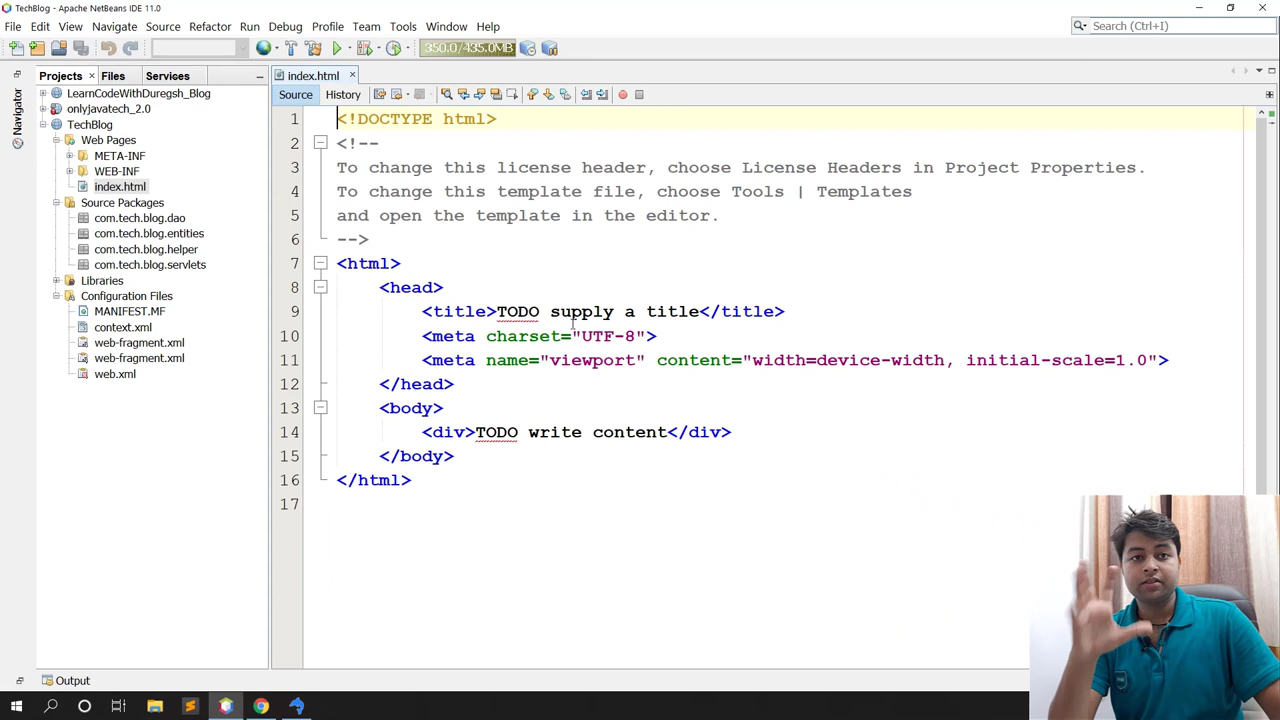 TechBlog - Apache NetBeans IDE 11.0
File Edit View Navigate Source Refactor Run Debug Profile Team Tools Window Help
Search (Ctrl+I)
350.0/435.0MB
Projects Files Services
index.html
Navigator
LearnCodeWithDuregsh_Blog
onlyjavatech_2.0
TechBlog
Web Pages
META-INF
WEB-INF
index.html
Source Packages
com.tech.blog.dao
com.tech.blog.entities
com.tech.blog.helper
com.tech.blog.servlets
Libraries
Configuration Files
MANIFEST.MF
context.xml
web-fragment.xml
web-fragment.xml
web.xml
Source History
1 <!DOCTYPE html>
2 <!--
3 To change this license header, choose License Headers in Project Properties.
4 To change this template file, choose Tools | Templates
5 and open the template in the editor.
6 -->
7 <html>
8 <head>
9 <title>TODO supply a title</title>
10 <meta charset="UTF-8">
11 <meta name="viewport" content="width=device-width, initial-scale=1.0">
12 </head>
13 <body>
14 <div>TODO write content</div>
15 </body>
16 </html>
17
Output